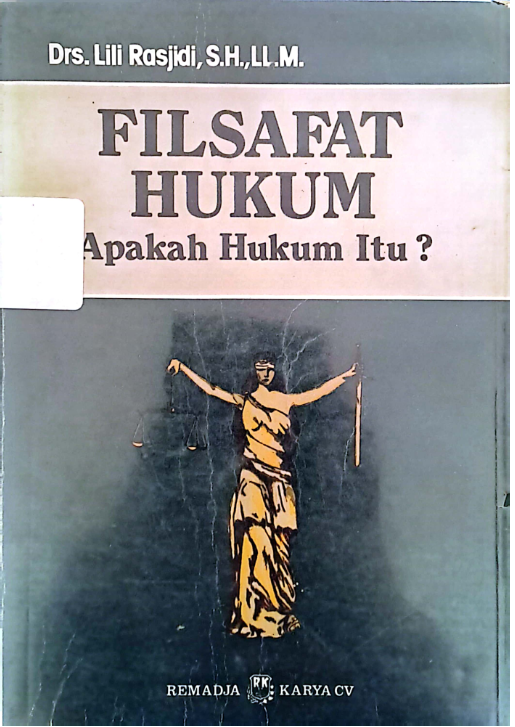 Drs. Lili Rasjidi, S.H.,LL.M.
FILSAFAT
HUKUM
Apakah Hukum Itu ?
REMADJA RK KARYA CV